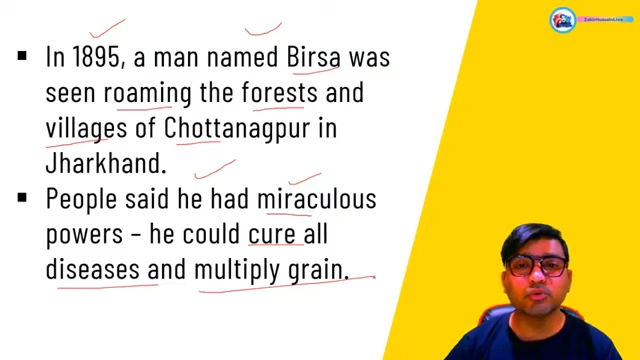 ZakirHussainLive
▪ In 1895, a man named Birsa was
seen roaming the forests and
villages of Chottanagpur in
Jharkhand.
▪ People said he had miraculous
powers – he could cure all
diseases and multiply grain.